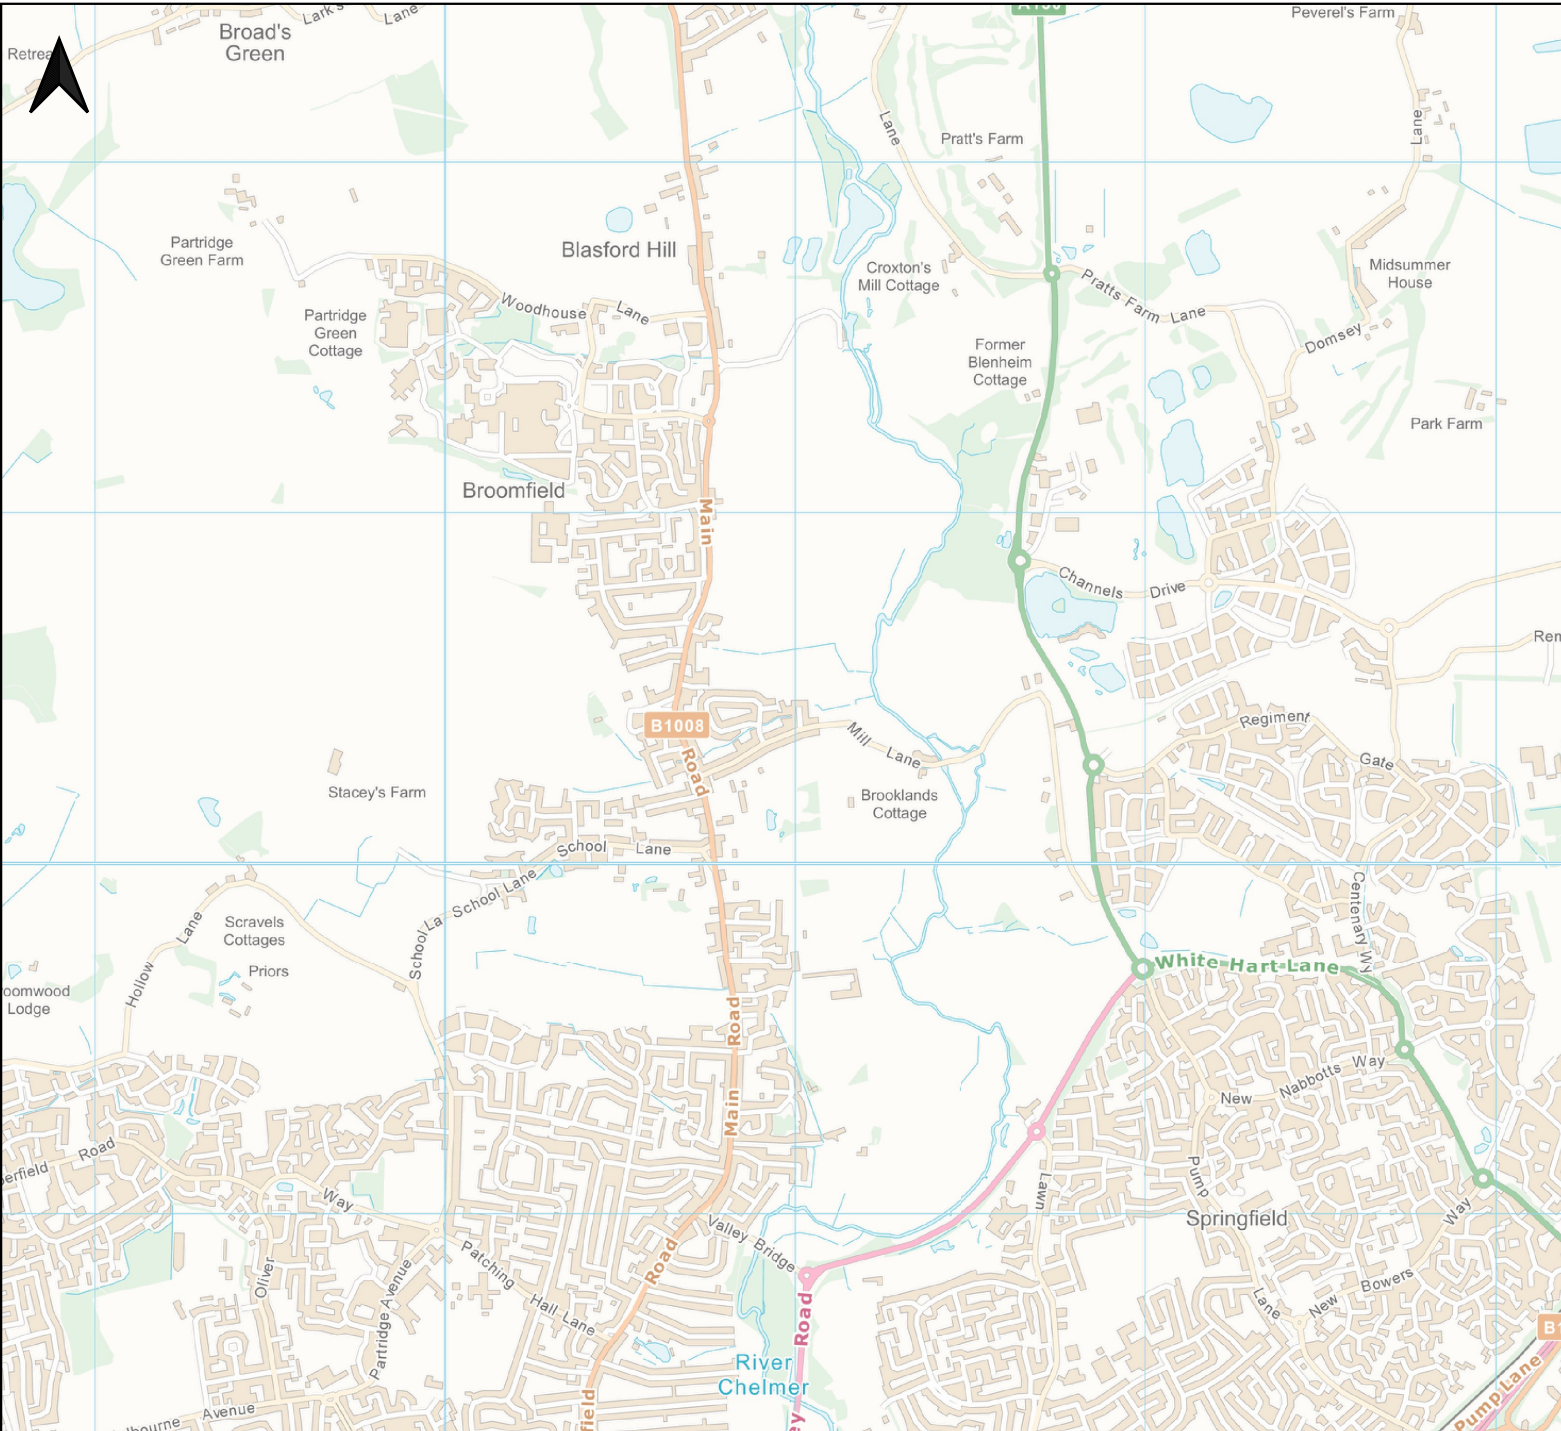 Lark's
Lane
Broad's
Green
Peverel's Farm
Lane
Pratt's Farm
Lane
Partridge
Green Farm
Blasford Hill
Croxton's
Mill Cottage
Midsummer
House
Pratts Farm Lane
Woodhouse Lane
Partridge
Green
Cottage
Former
Blenheim
Cottage
Domsey
Park Farm
Broomfield
Main
Channels Drive
B1008
Road
Mill Lane
Regiment
Gate
Stacey's Farm
Brooklands
Cottage
School Lane
School Lane
School La
Centenary Wy
Hollow Lane
Scravels
Cottages
Priors
Lodge
White Hart Lane
Main Road
New Nabbotts Way
Road
Way
Pump
Lane
Lawn
Springfield
Valley Bridge
Road
Patching Hall Lane
Oliver
Partridge Avenue
New Bowers Way
Road
River
Chelmer
Avenue
Pump Lane